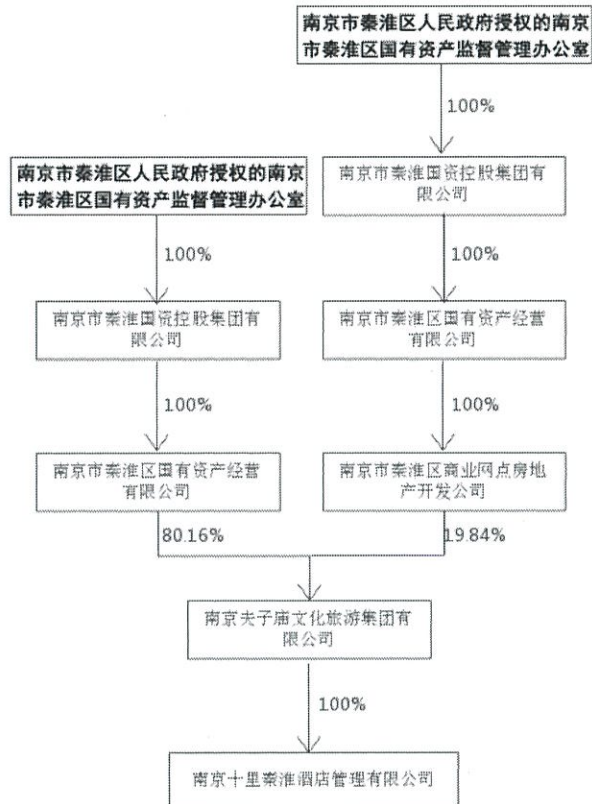 南京市秦淮区人民政府授权的南京
市秦淮区国有资产监督管理办公室
100%
南京市秦淮区人民政府授权的南京
市秦淮区国有资产监督管理办公室
南京市秦淮国资控股集团有
限公司
100%
100%
南京市秦淮国资控股集团有
限公司
南京市秦淮区国有资产经营
有限公司
100%
100%
南京市秦淮区国有资产经营
有限公司
南京市秦淮区商业网点房地
产开发公司
80.16%
19.84%
南京夫子庙文化旅游集团有
限公司
100%
南京十里秦淮酒店管理有限公司